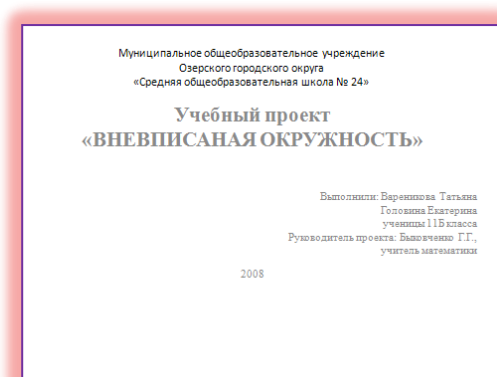 Муниципальное общеобразовательное учреждение
Озерского городского округа
«Средняя общеобразовательная школа № 24»
Учебный проект
«ВНЕВПИСАНАЯ ОКРУЖНОСТЬ»
Выполнили: Вареникова Татьяна
Головина Екатерина
ученицы 11Б класса
Руководитель проекта: Быковченко Г.Г.,
учитель математики
2008